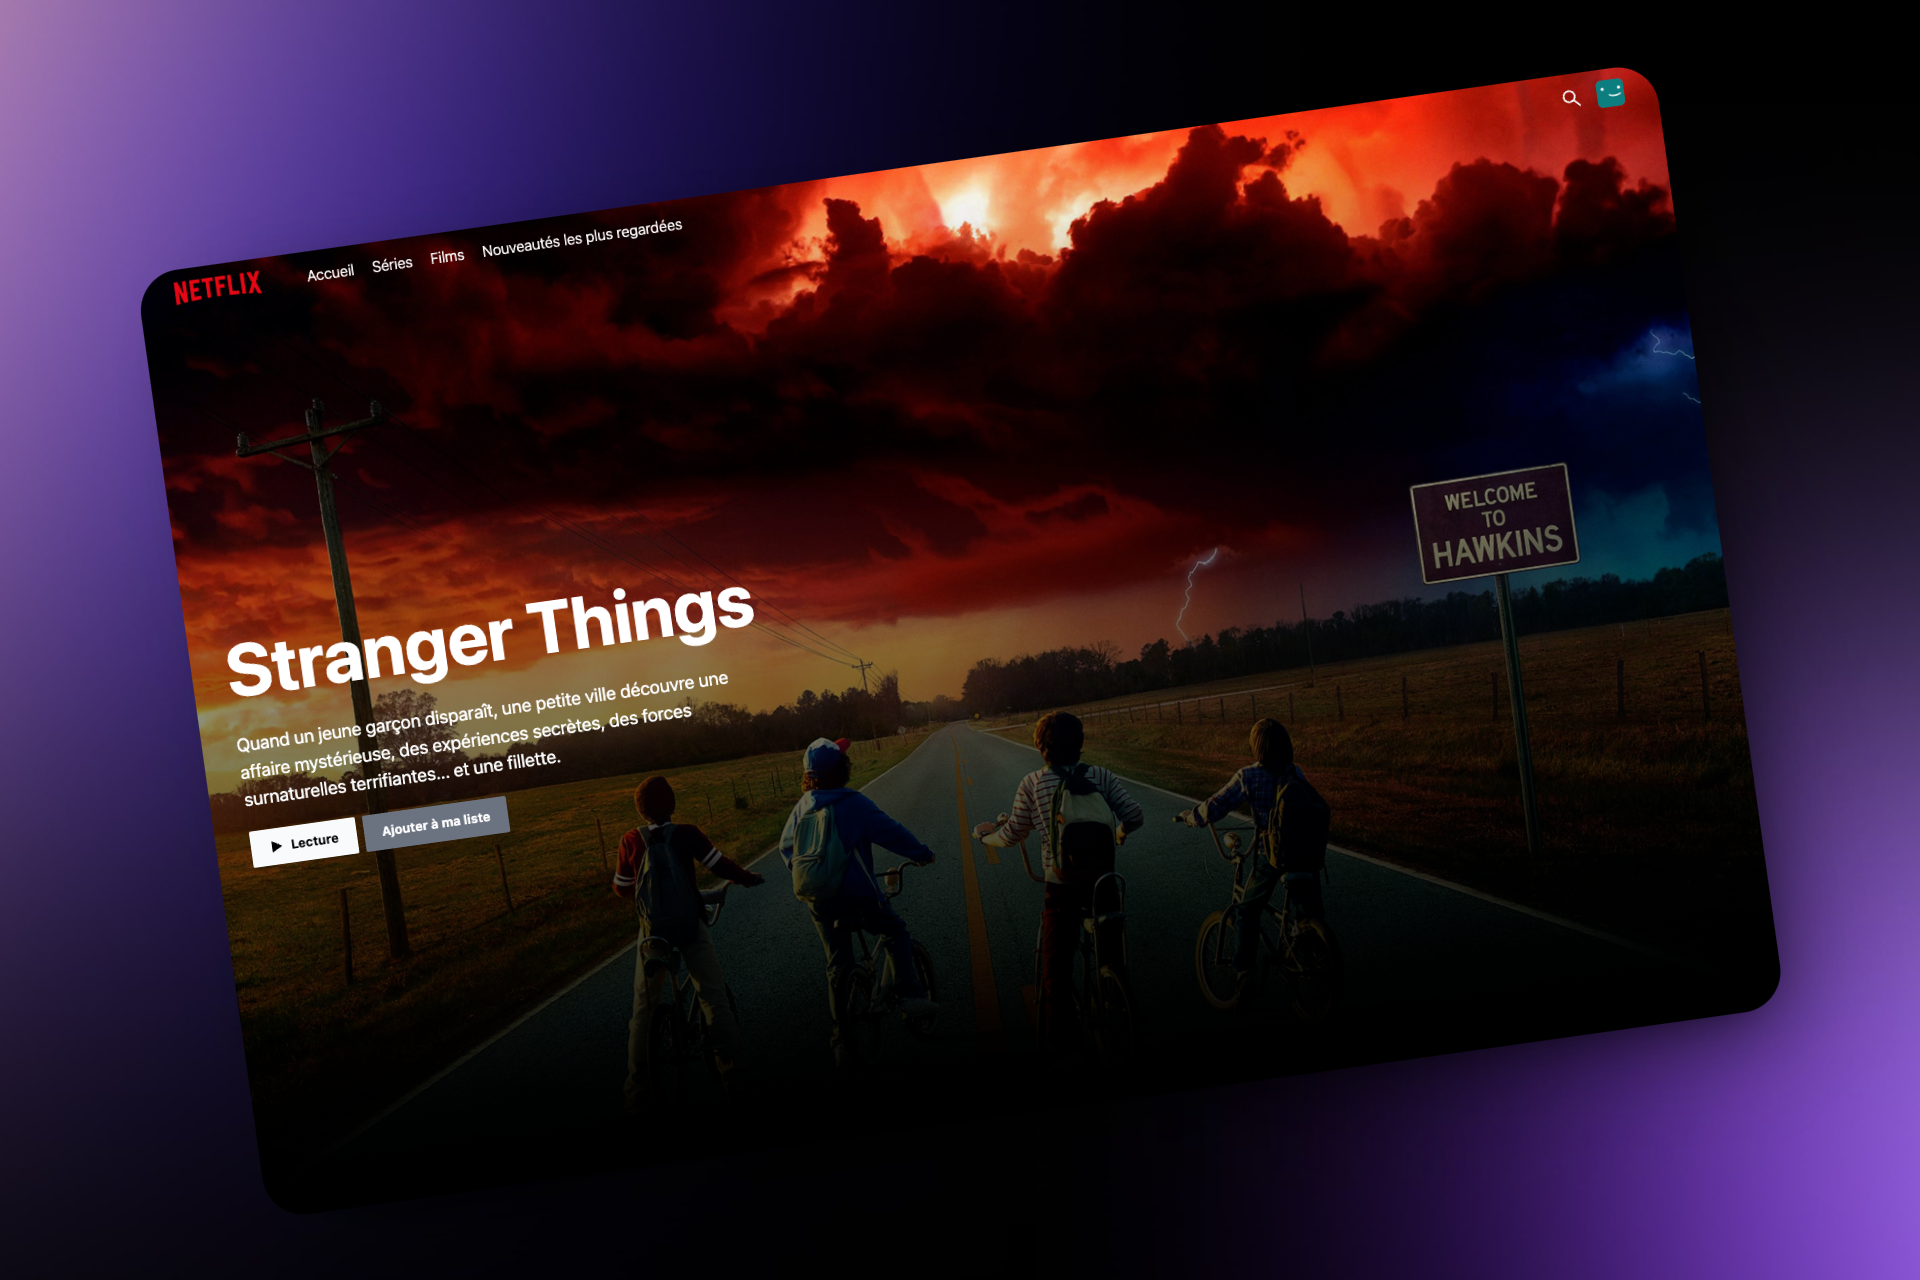 NETFLIX
Accueil
Séries
Films
Nouveautés les plus regardées
WELCOME
TO
HAWKINS
Stranger Things
Quand un jeune garçon disparaît, une petite ville découvre une
affaire mystérieuse, des expériences secrètes, des forces
surnaturelles terrifiantes... et une fillette.
Lecture
Ajouter à ma liste